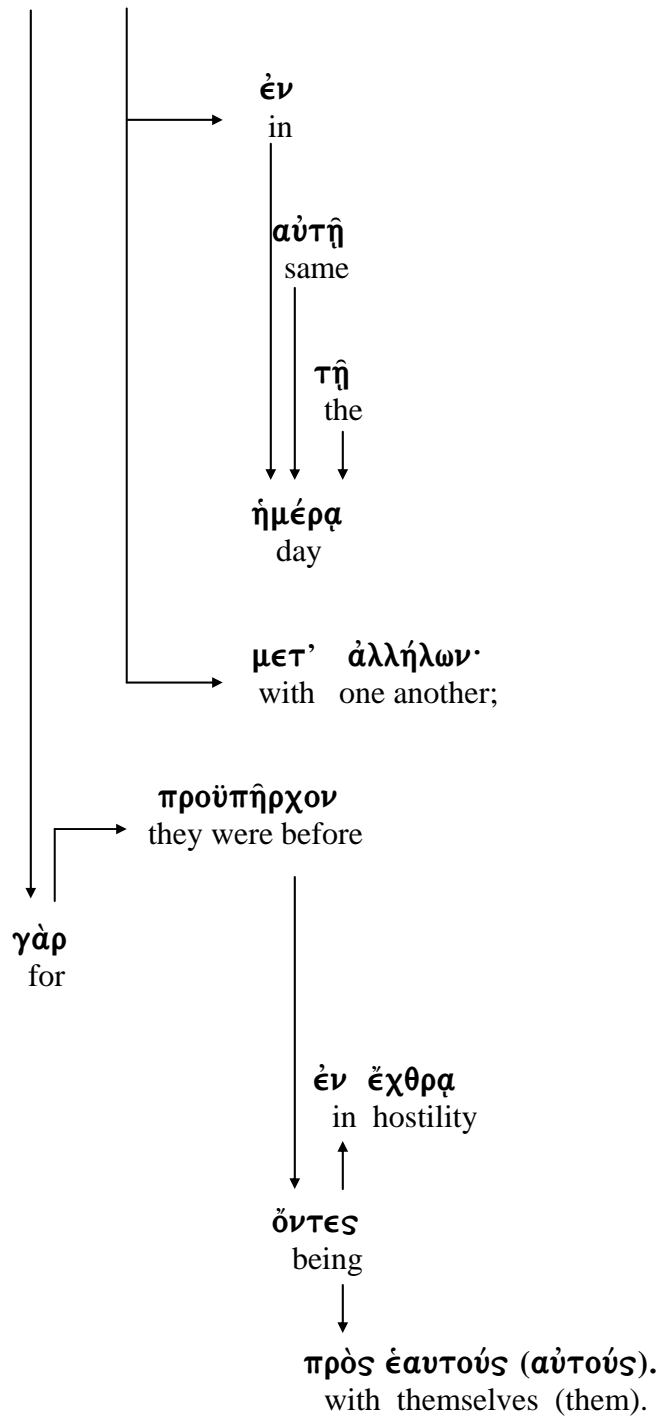 ἐν
in
αὐτῇ
same
τῇ
the
ἡμέρᾳ
day
μετ’ ἀλλήλων·
with one another;
προϋπῆρχον
they were before
γὰρ
for
ἐν ἔχθρᾳ
in hostility
ὄντες
being
πρὸς ἑαυτούς (αὐτούς).
with themselves (them).